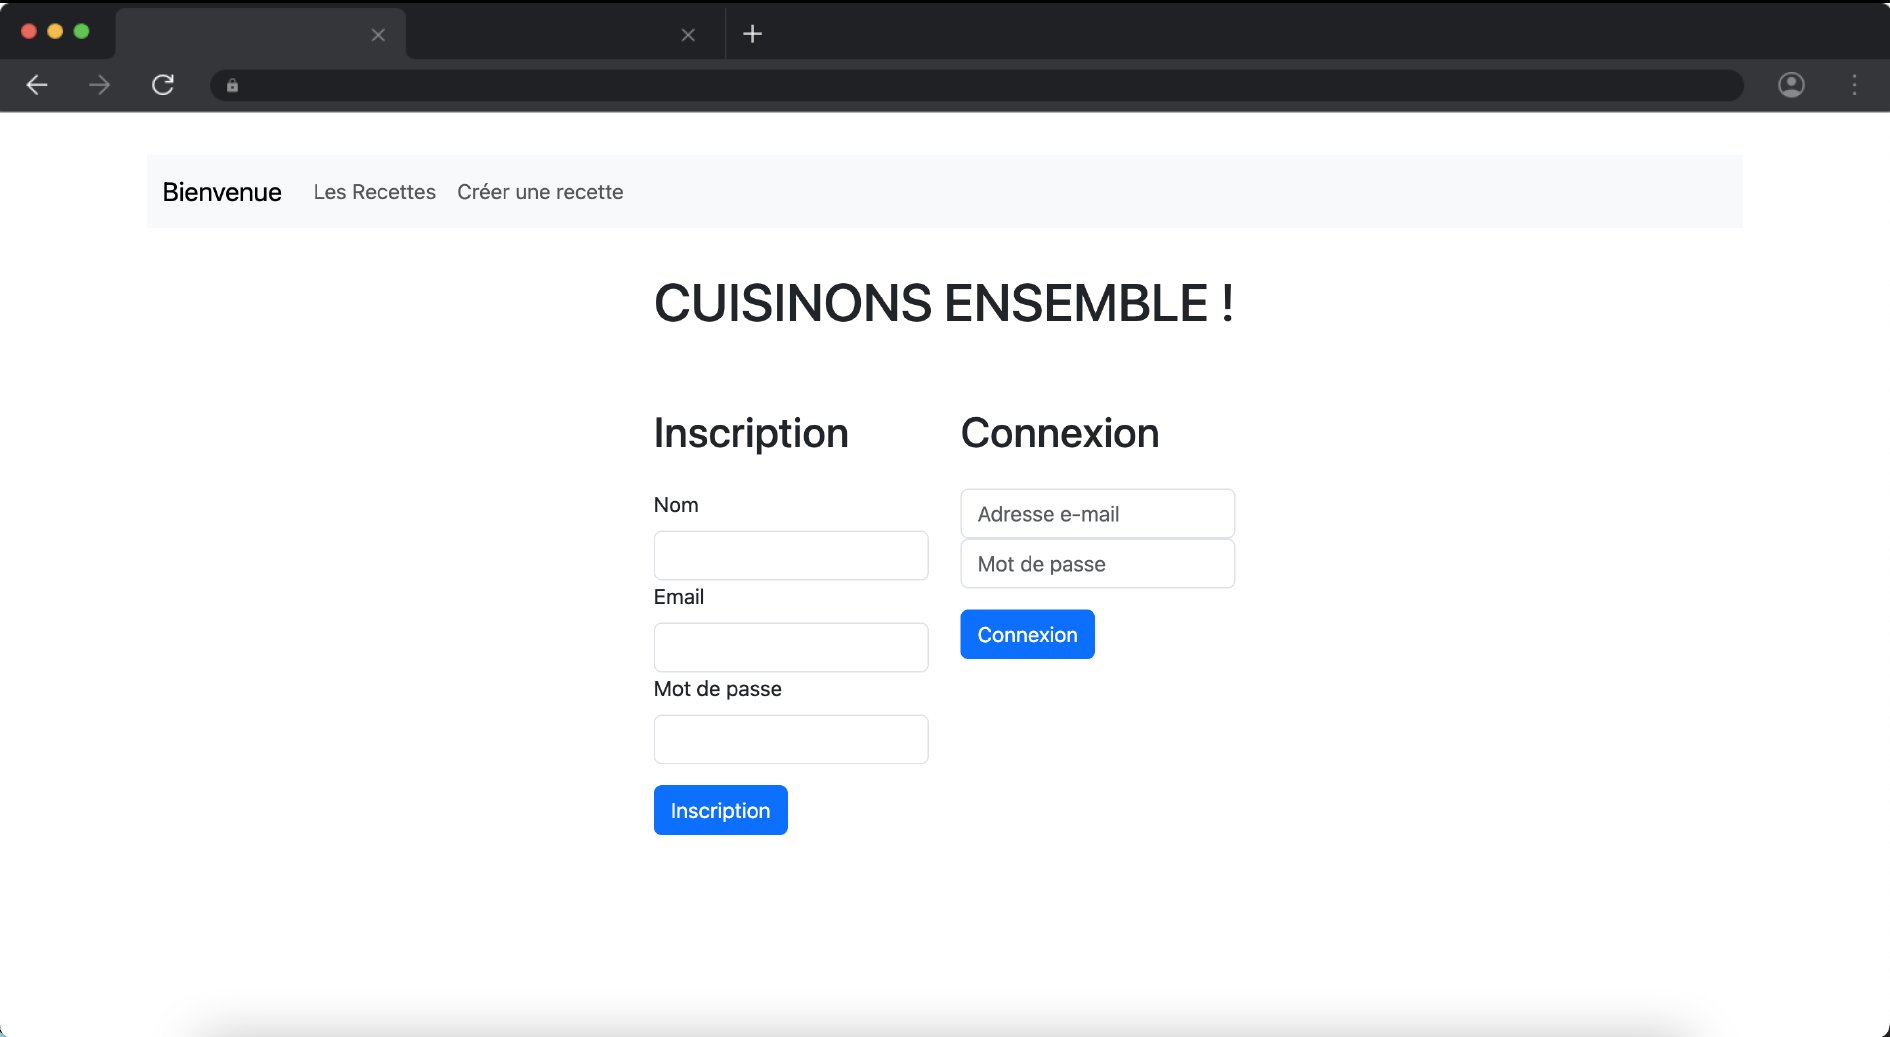 Bienvenue Les Recettes Créer une recette
CUISINONS ENSEMBLE !
Inscription
Nom
Email
Mot de passe
Inscription
Connexion
Adresse e-mail
Mot de passe
Connexion